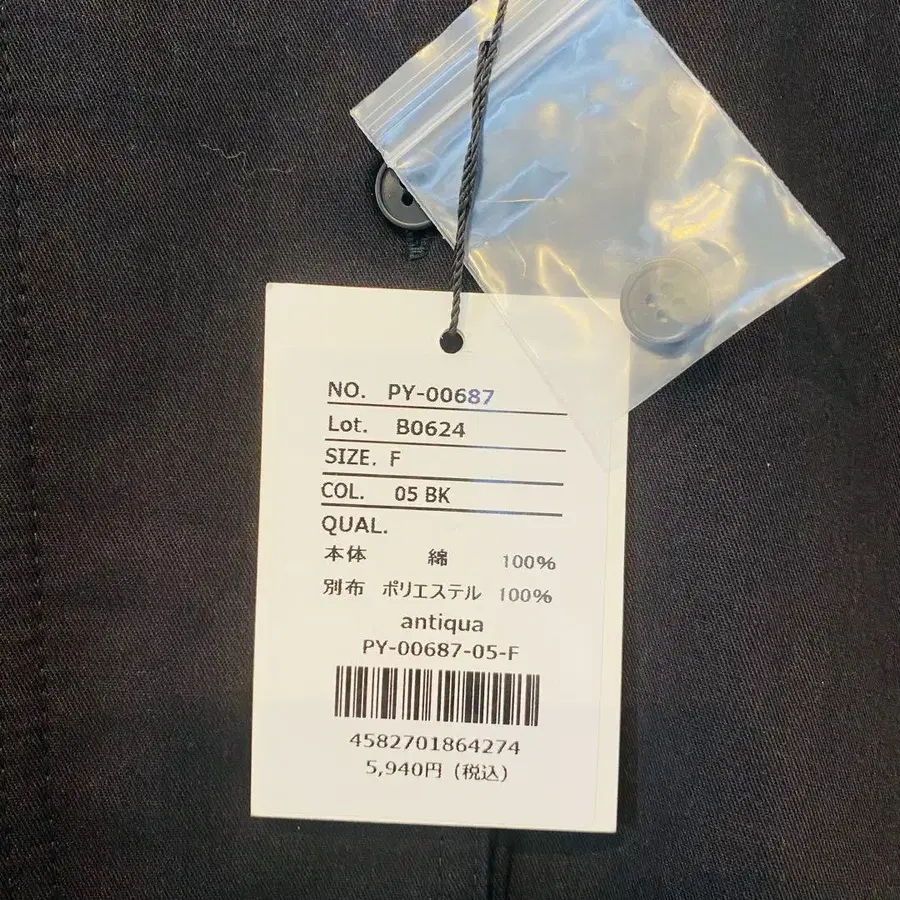 NO. PY-00687
Lot. B0624
SIZE. F
COL. 05 BK
QUAL.
本体 綿 100%
別布 ポリエステル 100%
antiqua
PY-00687-05-F
4582701864274
5,940円（税込）